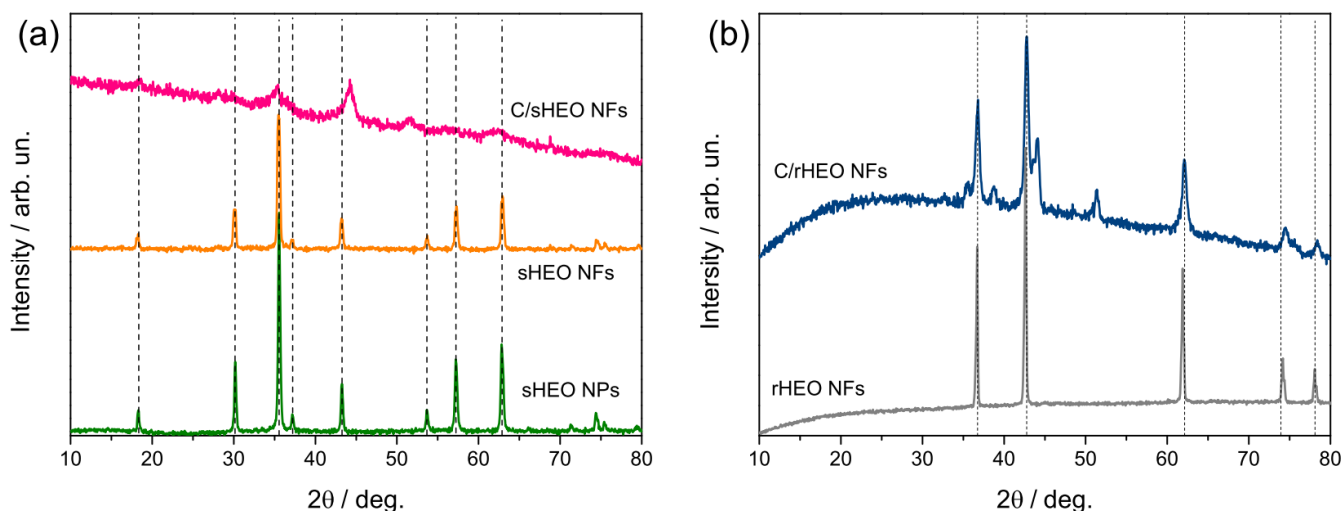 (a)
C/sHEO NFs
sHEO NFs
sHEO NPs
Intensity / arb. un.
10 20 30 40 50 60 70 80
2θ / deg.
(b)
C/rHEO NFs
rHEO NFs
Intersity / arb. un.
10 20 30 40 50 60 70 80
2θ / deg.